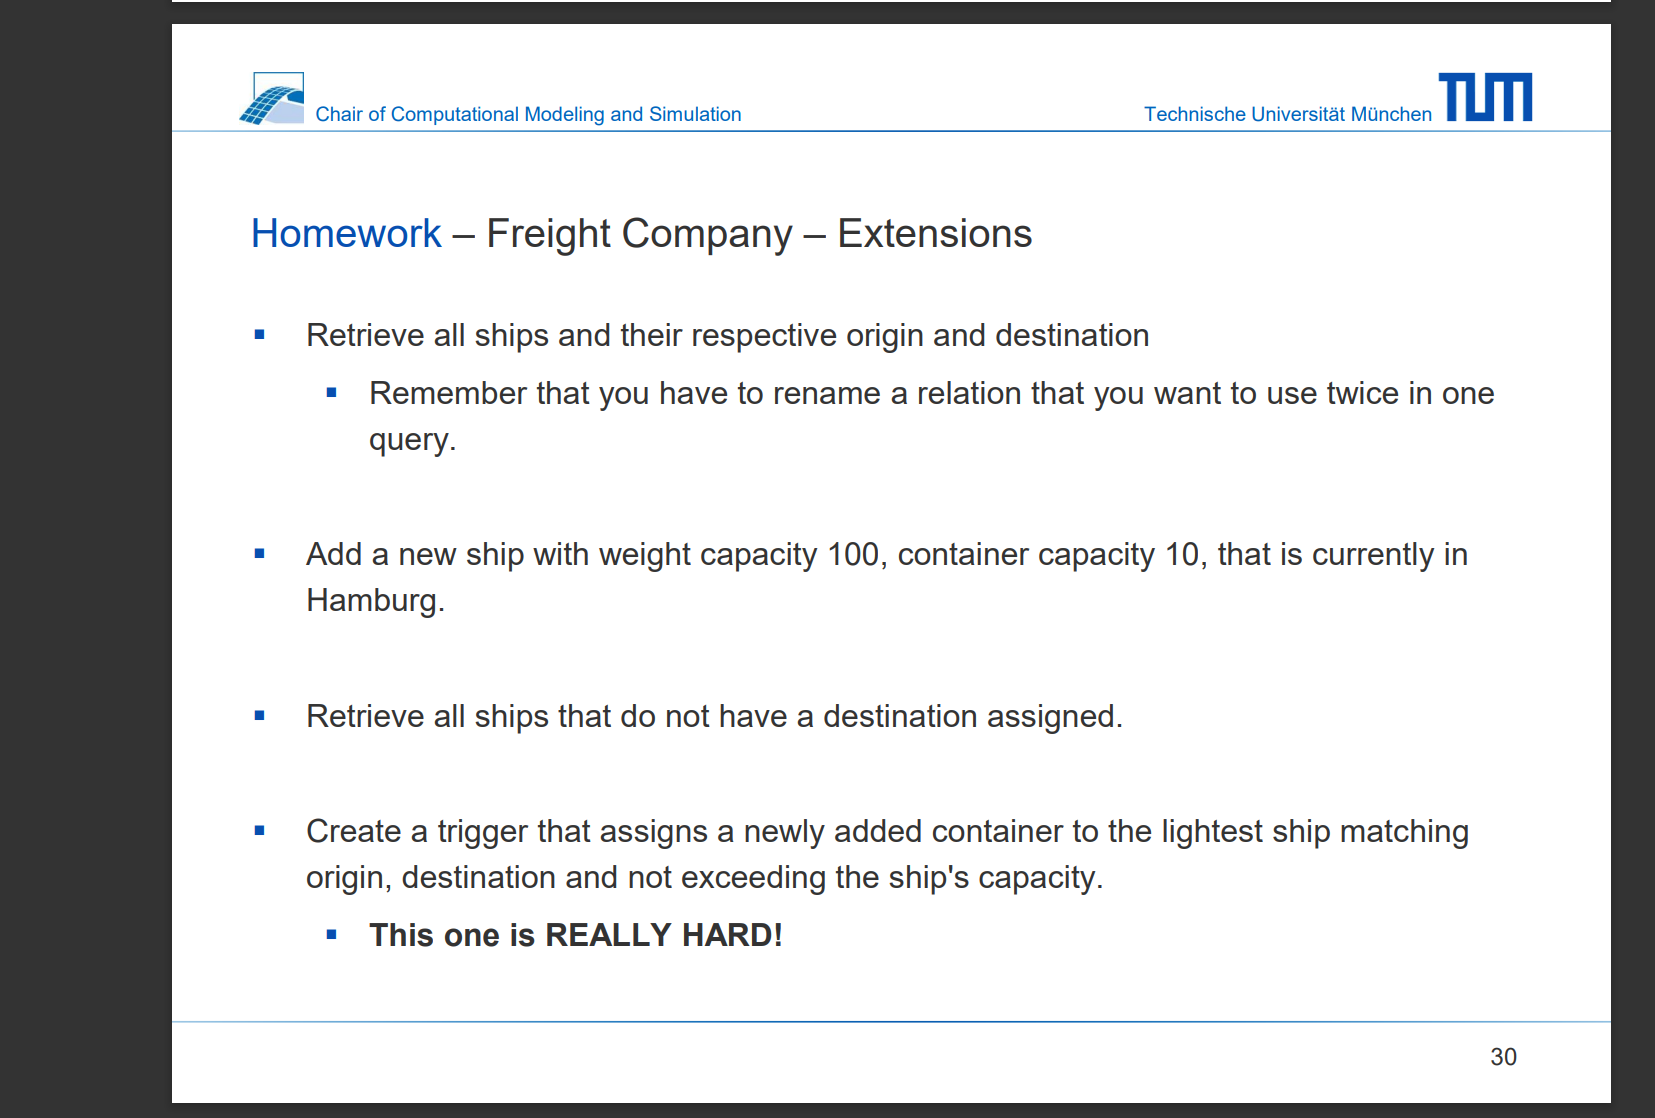 Chair of Computational Modeling and Simulation
Technische Universität München TUM
Homework – Freight Company – Extensions
▪ Retrieve all ships and their respective origin and destination
▪ Remember that you have to rename a relation that you want to use twice in one
query.
▪ Add a new ship with weight capacity 100, container capacity 10, that is currently in
Hamburg.
▪ Retrieve all ships that do not have a destination assigned.
▪ Create a trigger that assigns a newly added container to the lightest ship matching
origin, destination and not exceeding the ship's capacity.
▪ This one is REALLY HARD!
30